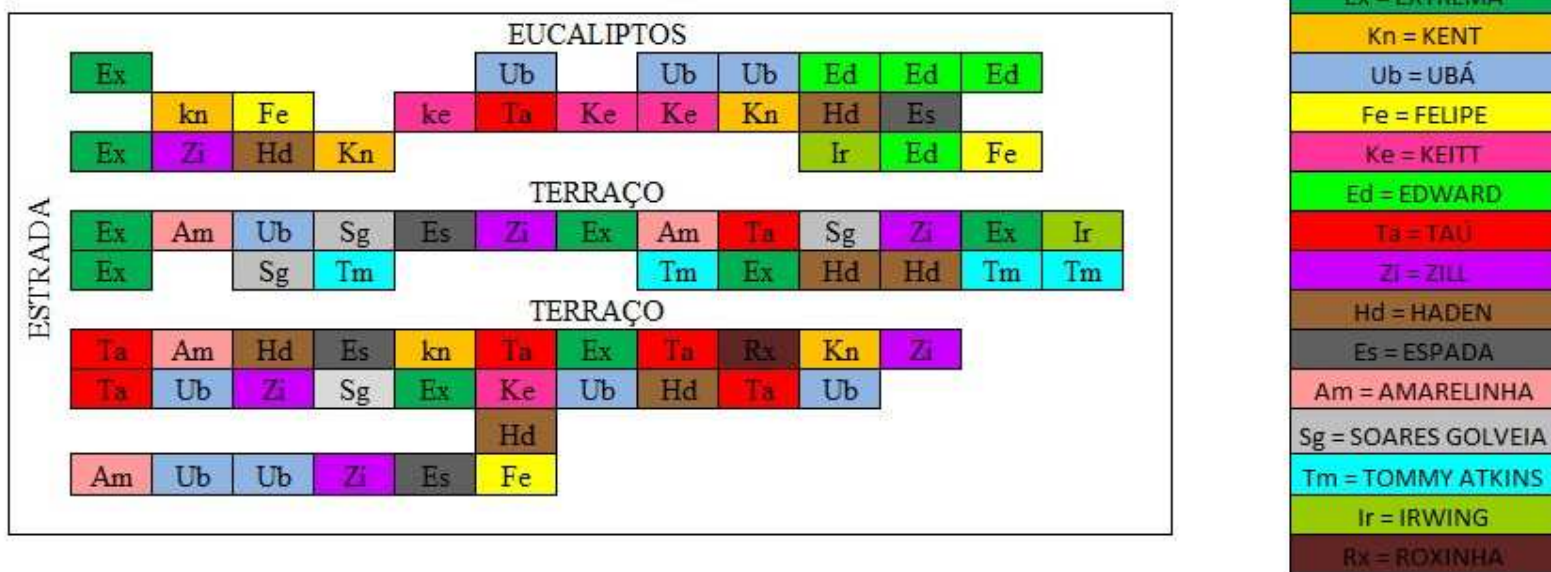 EUCALIPTOS
Ex Ub Ub Ub Ed Ed Ed
kn Fe ke Ta Ke Ke Kn Hd Es
Ex Zi Hd Kn Ir Ed Fe
TERRAÇO
Ex Am Ub Sg Es Zi Ex Am Ta Sg Zi Ex Ir
Ex Sg Tm Tm Ex Hd Hd Tm Tm
TERRAÇO
Ta Am Hd Es kn Ta Ex Ta Rx Kn Zi
Ta Ub Zi Sg Ex Ke Ub Hd Ta Ub
Hd
Am Ub Ub Zi Es Fe
ESTRADA
Ex = EXTREMA
Kn = KENT
Ub = UBÁ
Fe = FELIPE
Ke = KEITT
Ed = EDWARD
Ta = TAÚ
Zi = ZILL
Hd = HADEN
Es = ESPADA
Am = AMARELINHA
Sg = SOARES GOLVEIA
Tm = TOMMY ATKINS
Ir = IRWING
Rx = ROXINHA